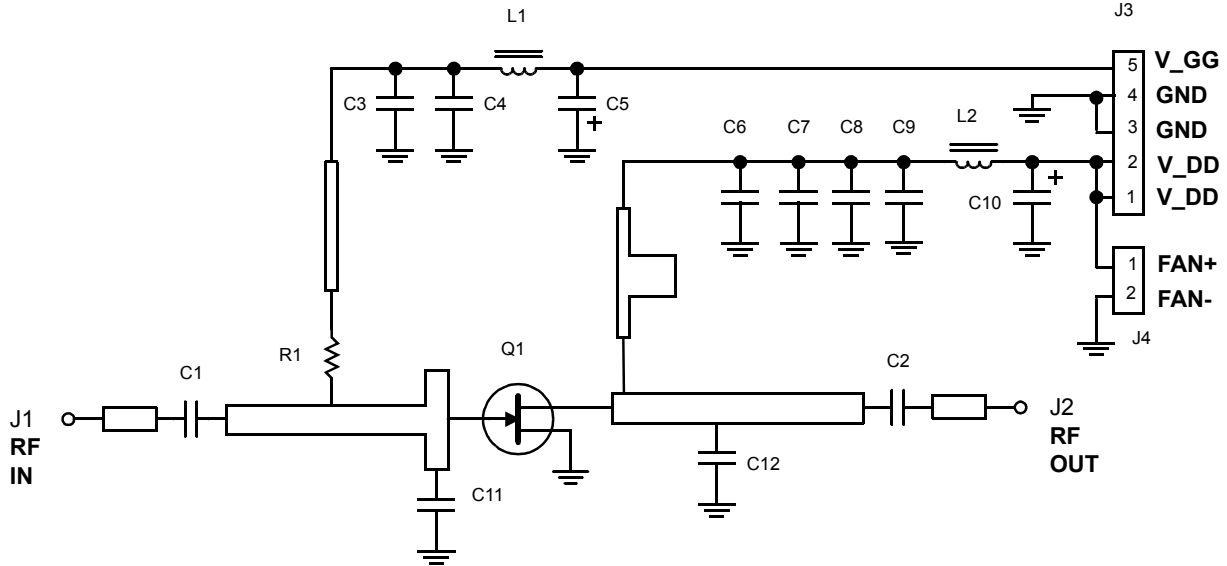 J3
L1
5 V_GG
4 GND
3 GND
2 V_DD
1 V_DD
C3
C4
C5
+
C6
C7
C8
C9
L2
C10
+
1 FAN+
2 FAN-
J4
R1
Q1
C1
C2
J1
RF
IN
J2
RF
OUT
C11
C12